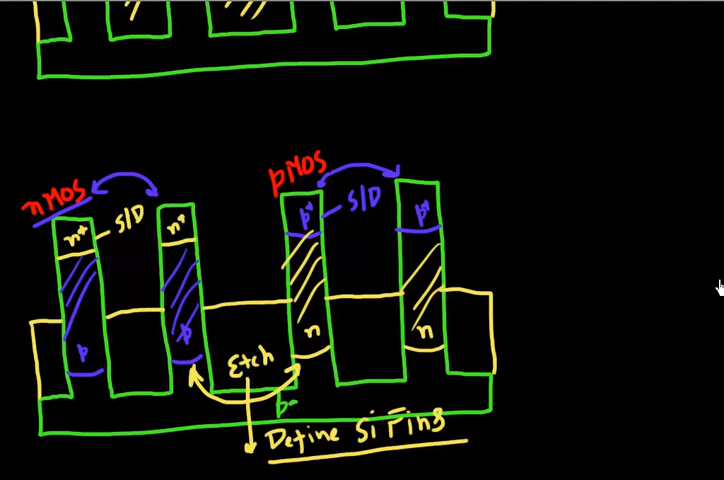 nMOS
pMOS
n+
S/D
n+
p+
S/D
p+
p
p
n
n
Etch
p-
Define Si Fins